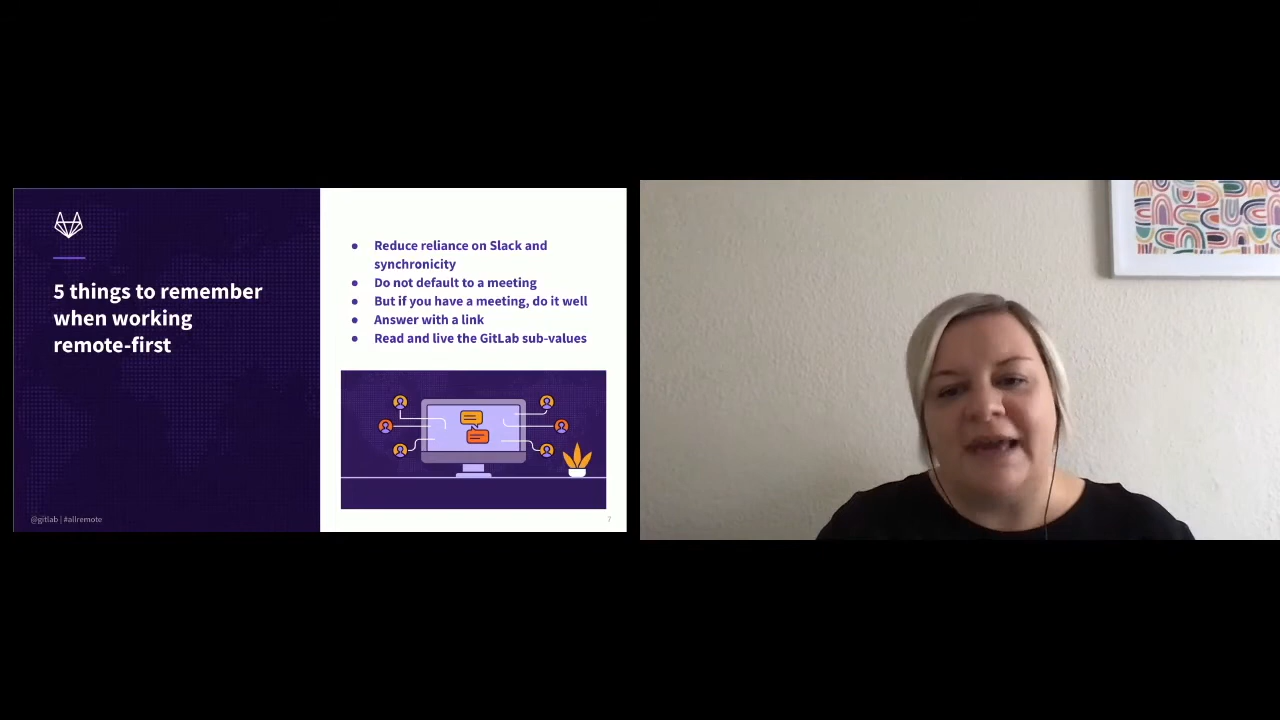 5 things to remember
when working
remote-first
@gitlab | #allremote
● Reduce reliance on Slack and
synchronicity
● Do not default to a meeting
● But if you have a meeting, do it well
● Answer with a link
● Read and live the GitLab sub-values
7